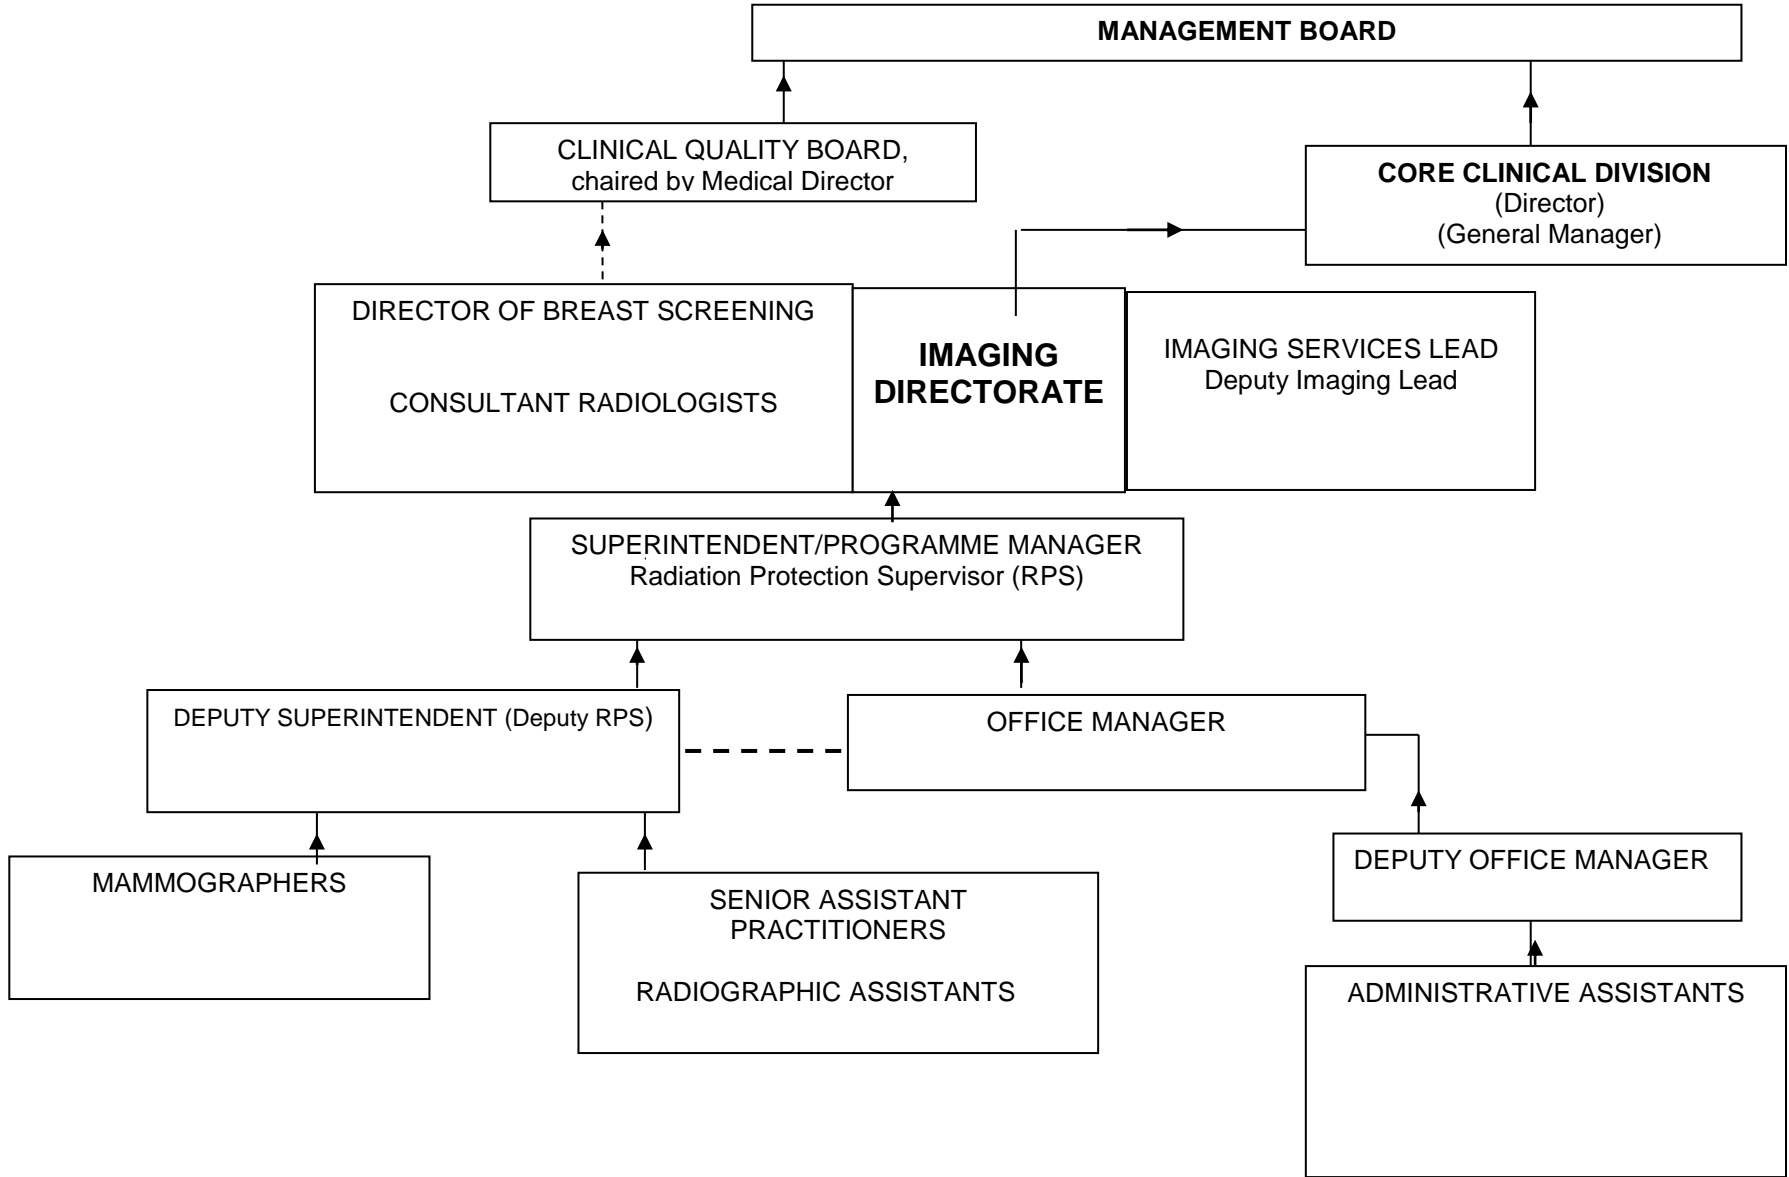 MANAGEMENT BOARD
CLINICAL QUALITY BOARD,
chaired by Medical Director
CORE CLINICAL DIVISION
(Director)
(General Manager)
DIRECTOR OF BREAST SCREENING
CONSULTANT RADIOLOGISTS
IMAGING
DIRECTORATE
IMAGING SERVICES LEAD
Deputy Imaging Lead
SUPERINTENDENT/PROGRAMME MANAGER
Radiation Protection Supervisor (RPS)
DEPUTY SUPERINTENDENT (Deputy RPS)
OFFICE MANAGER
MAMMOGRAPHERS
SENIOR ASSISTANT
PRACTITIONERS
RADIOGRAPHIC ASSISTANTS
DEPUTY OFFICE MANAGER
ADMINISTRATIVE ASSISTANTS